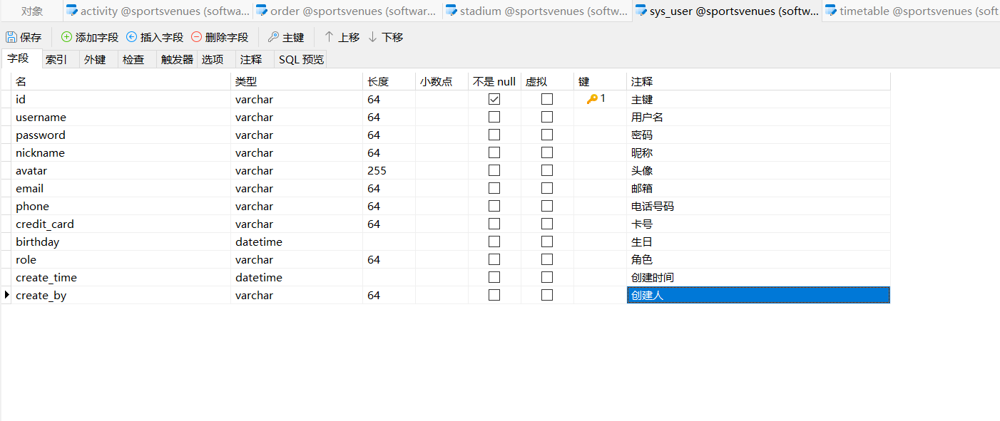 对象 activity @sportsvenues (softwa... order @sportsvenues (softwar... stadium @sportsvenues (softw... sys_user @sportsvenues (softw... timetable @sportsvenues (soft
保存 添加字段 插入字段 删除字段 主键 上移 下移
字段 索引 外键 检查 触发器 选项 注释 SQL 预览
名 类型 长度 小数点 不是 null 虚拟 键 注释
id varchar 64 1 主键
username varchar 64 用户名
password varchar 64 密码
nickname varchar 64 昵称
avatar varchar 255 头像
email varchar 64 邮箱
phone varchar 64 电话号码
credit_card varchar 64 卡号
birthday datetime 生日
role varchar 64 角色
create_time datetime 创建时间
create_by varchar 64 创建人